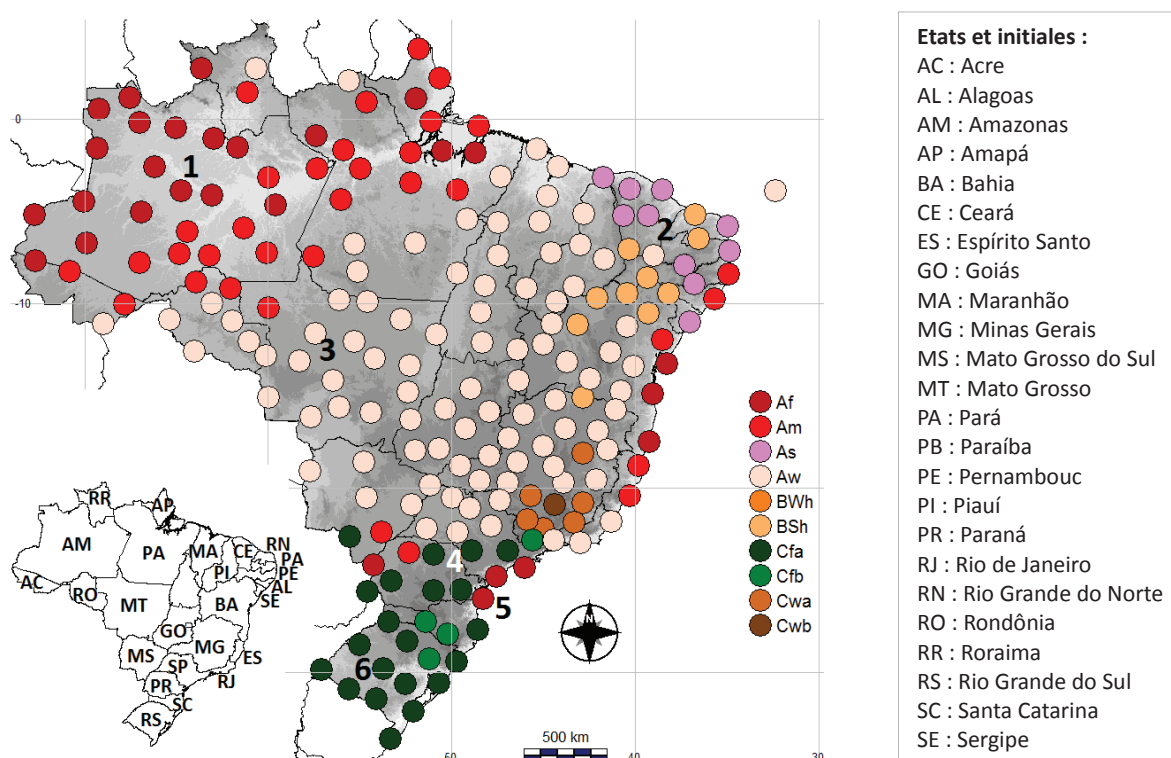 0
-10
1
2
3
4
5
6
Af
Am
As
Aw
BWh
BSh
Cfa
Cfb
Cwa
Cwb
500 km
50
40
30
RR
AP
AM
PA
MA
CE
RN
PA
PI
PE
AL
SE
AC
RO
MT
BA
GO
MG
MS
ES
SP
RJ
PR
SC
RS
Etats et initiales :
AC : Acre
AL : Alagoas
AM : Amazonas
AP : Amapá
BA : Bahia
CE : Ceará
ES : Espírito Santo
GO : Goiás
MA : Maranhão
MG : Minas Gerais
MS : Mato Grosso do Sul
MT : Mato Grosso
PA : Pará
PB : Paraíba
PE : Pernambouc
PI : Piauí
PR : Paraná
RJ : Rio de Janeiro
RN : Rio Grande do Norte
RO : Rondônia
RR : Roraima
RS : Rio Grande do Sul
SC : Santa Catarina
SE : Sergipe